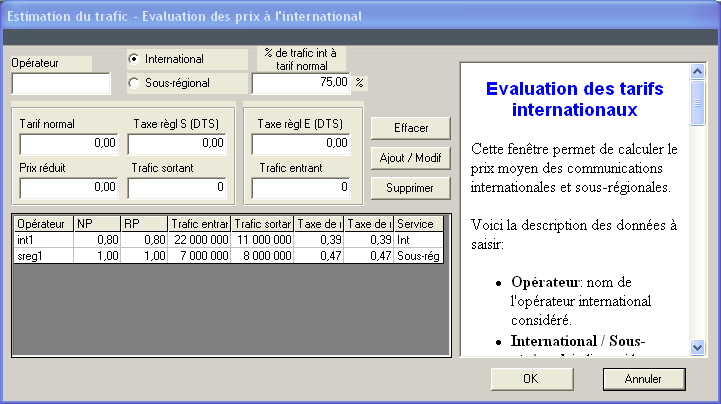 Estimation du trafic - Evaluation des prix à l'international
Opérateur
International
Sous-régional
% de trafic int à
tarif normal
75,00 %
Tarif normal Taxe règl S (DTS) Taxe règl E (DTS)
0,00 0,00 0,00
Prix réduit Trafic sortant Trafic entrant
0,00 0 0
Effacer
Ajout / Modif
Supprimer
Opérateur NP RP Trafic entrar Trafic sortar Taxe de Taxe de Service
int1 0,80 0,80 22 000 000 11 000 000 0,39 0,39 Int
sreg1 1,00 1,00 7 000 000 8 000 000 0,47 0,47 Sous-rég
Evaluation des tarifs
internationaux
Cette fenêtre permet de calculer le
prix moyen des communications
internationales et sous-régionales.
Voici la description des données à
saisir:
• Opérateur: nom de
l'opérateur international
considéré.
• International / Sous-
OK Annuler